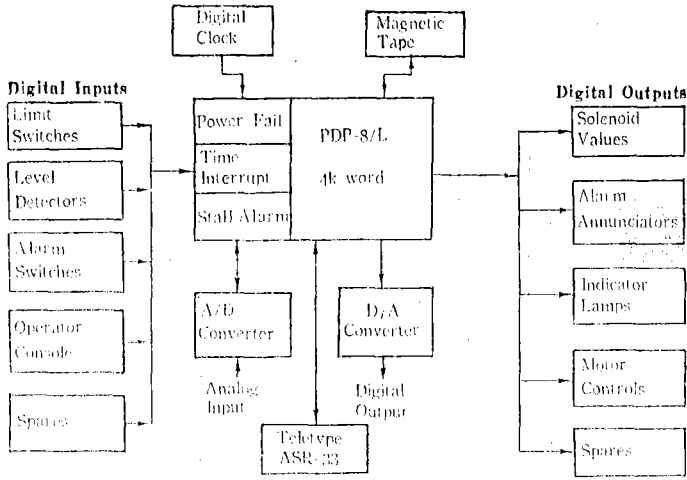 Digital
Clock
Magnetic
Tape
Digital Inputs
Limit
Switches
Level
Detectors
Alarm
Switches
Operator
Console
Spares
Power Fail
Time
Interrupt
Stall Alarm
PDP-8/L
4k word
A/D
Converter
Analog
Input
D/A
Converter
Digital
Output
Teletype
ASR-33
Digital Outputs
Solenoid
Values
Alarm
Annunciators
Indicator
Lamps
Motor
Controls
Spares